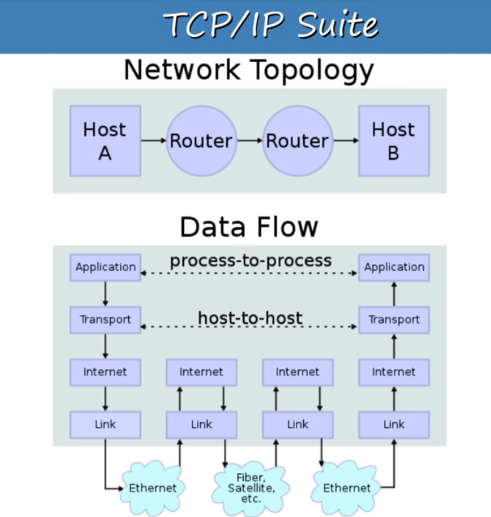 TCP/IP Suite
Network Topology
Host
A
Router
Router
Host
B
Data Flow
Application
process-to-process
Application
Transport
host-to-host
Transport
Internet
Internet
Internet
Internet
Link
Link
Link
Link
Ethernet
Fiber,
Satellite,
etc.
Ethernet